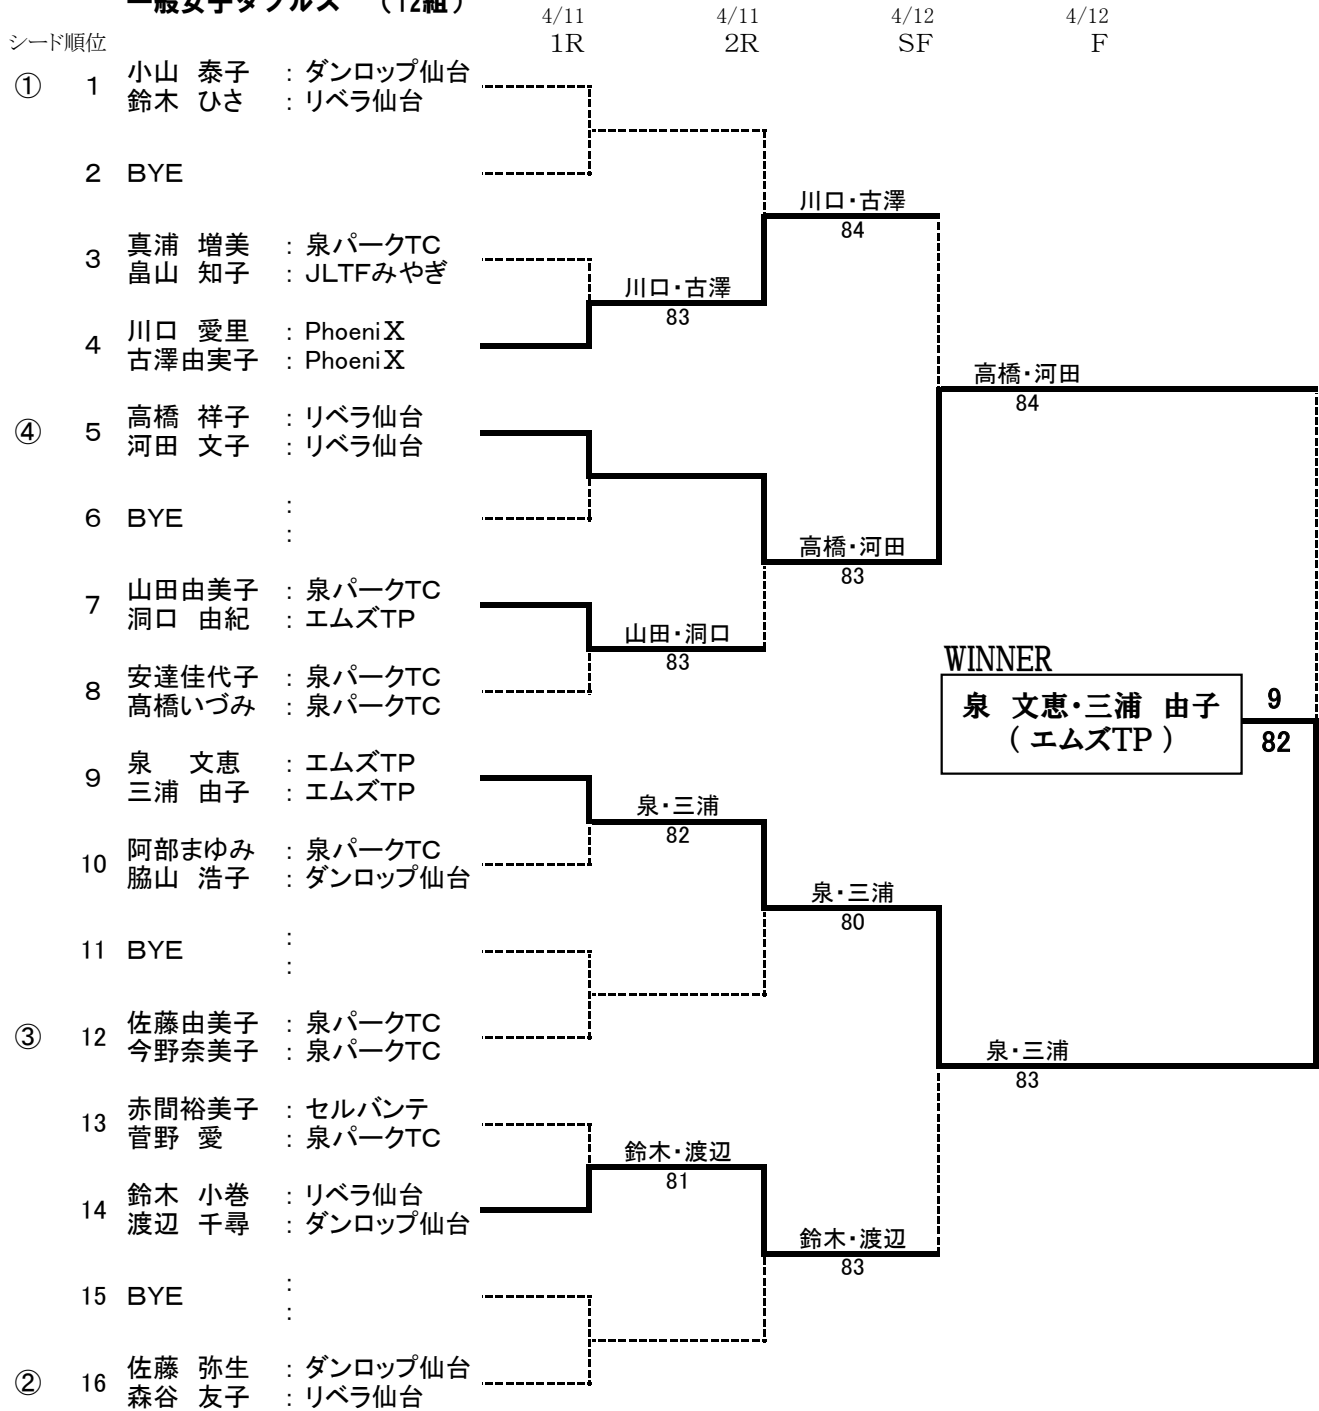 一般女子ダブルス （12組）
4/11 4/11 4/12 4/12
シード順位 1R 2R SF F
① 1 小山 泰子 : ダンロップ仙台
鈴木 ひさ : リベラ仙台
2 BYE
川口・古澤
84
3 真浦 増美 : 泉パークTC
畠山 知子 : JLTFみやぎ
川口・古澤
83
4 川口 愛里 : PhoeniX
古澤由実子 : PhoeniX
高橋・河田
84
④ 5 高橋 祥子 : リベラ仙台
河田 文子 : リベラ仙台
6 BYE :
:
高橋・河田
83
7 山田由美子 : 泉パークTC
洞口 由紀 : エムズTP
山田・洞口
83
8 安達佳代子 : 泉パークTC
髙橋いづみ : 泉パークTC
WINNER
泉 文恵・三浦 由子 9
（ エムズTP ） 82
9 泉 文恵 : エムズTP
三浦 由子 : エムズTP
泉・三浦
82
10 阿部まゆみ : 泉パークTC
脇山 浩子 : ダンロップ仙台
泉・三浦
80
11 BYE :
:
③ 12 佐藤由美子 : 泉パークTC
今野奈美子 : 泉パークTC
泉・三浦
83
13 赤間裕美子 : セルバンテ
菅野 愛 : 泉パークTC
鈴木・渡辺
81
14 鈴木 小巻 : リベラ仙台
渡辺 千尋 : ダンロップ仙台
鈴木・渡辺
83
15 BYE :
:
② 16 佐藤 弥生 : ダンロップ仙台
森谷 友子 : リベラ仙台